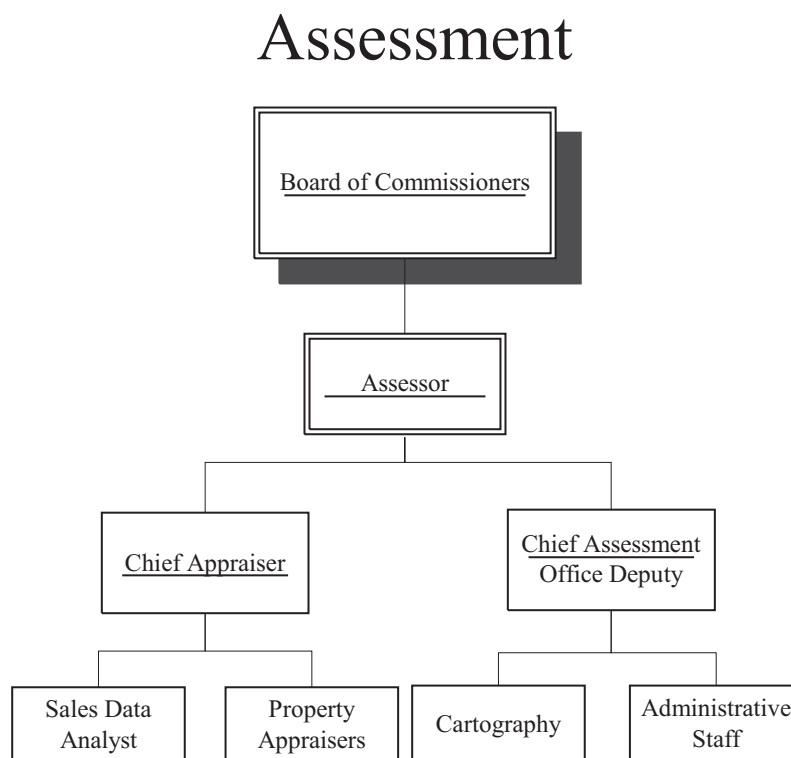 Assessment
Board of Commissioners
Assessor
Chief Appraiser
Chief Assessment
Office Deputy
Sales Data
Analyst
Property
Appraisers
Cartography
Administrative
Staff